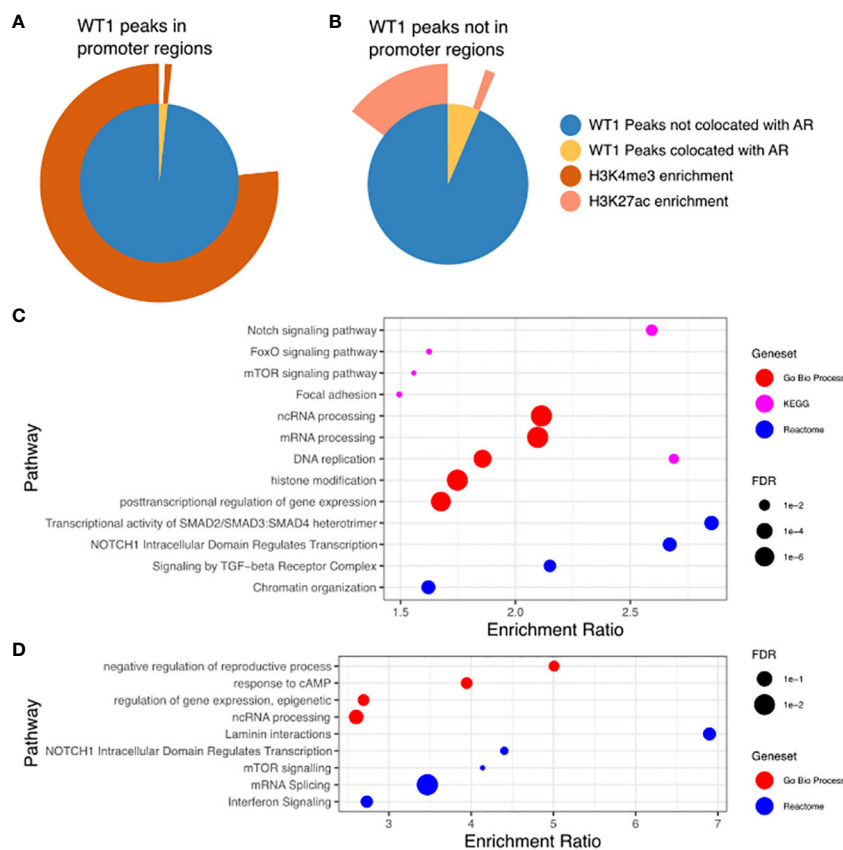 A
WT1 peaks in
promoter regions
B
WT1 peaks not in
promoter regions
WT1 Peaks not colocated with AR
WT1 Peaks colocated with AR
H3K4me3 enrichment
H3K27ac enrichment
C
Pathway
Notch signaling pathway
FoxO signaling pathway
mTOR signaling pathway
Focal adhesion
ncRNA processing
mRNA processing
DNA replication
histone modification
posttranscriptional regulation of gene expression
Transcriptional activity of SMAD2/SMAD3:SMAD4 heterotrimer
NOTCH1 Intracellular Domain Regulates Transcription
Signaling by TGF-beta Receptor Complex
Chromatin organization
1.5 2.0 2.5
Enrichment Ratio
Geneset
Go Bio Process
KEGG
Reactome
FDR
1e-2
1e-4
1e-6
D
Pathway
negative regulation of reproductive process
response to cAMP
regulation of gene expression, epigenetic
ncRNA processing
Laminin interactions
NOTCH1 Intracellular Domain Regulates Transcription
mTOR signalling
mRNA Splicing
Interferon Signaling
3 4 5 6 7
Enrichment Ratio
FDR
1e-1
1e-2
Geneset
Go Bio Process
Reactome